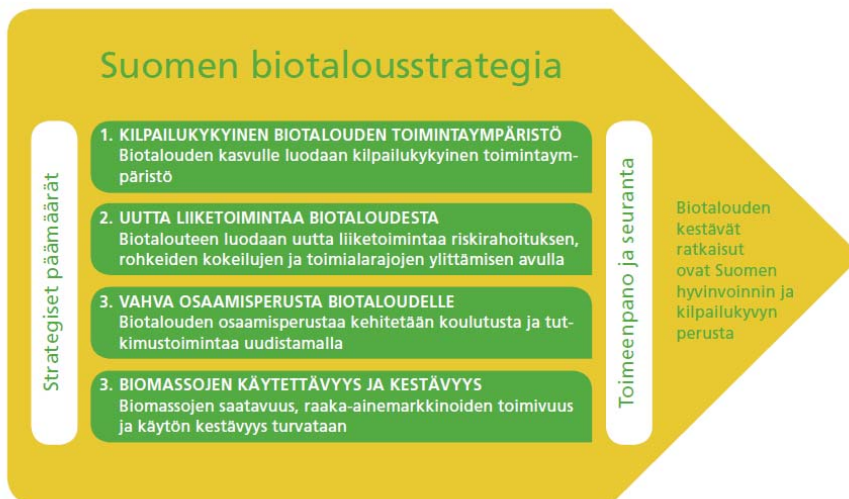 Suomen biotalousstrategia
Strategiset päämäärät
1. KILPAILUKYKYINEN BIOTALOUDEN TOIMINTAYMPÄRISTÖ
Biotalouden kasvulle luodaan kilpailukykyinen toimintaym-
päristö
2. UUTTA LIIKETOIMINTAA BIOTALOUDESTA
Biotalouteen luodaan uutta liiketoimintaa riskirahoituksen,
rohkeiden kokeilujen ja toimialarajojen ylittämisen avulla
3. VAHVA OSAAMISPERUSTA BIOTALOUDELLE
Biotalouden osaamisperustaa kehitetään koulutusta ja tut-
kimustoimintaa uudistamalla
3. BIOMASSOJEN KÄYTETTÄVYYS JA KESTÄVYYS
Biomassojen saatavuus, raaka-ainemarkkinoiden toimivuus
ja käytön kestävyys turvataan
Toimeenpano ja seuranta
Biotalouden
kestävät
ratkaisut
ovat Suomen
hyvinvoinnin ja
kilpailukyvyn
perusta